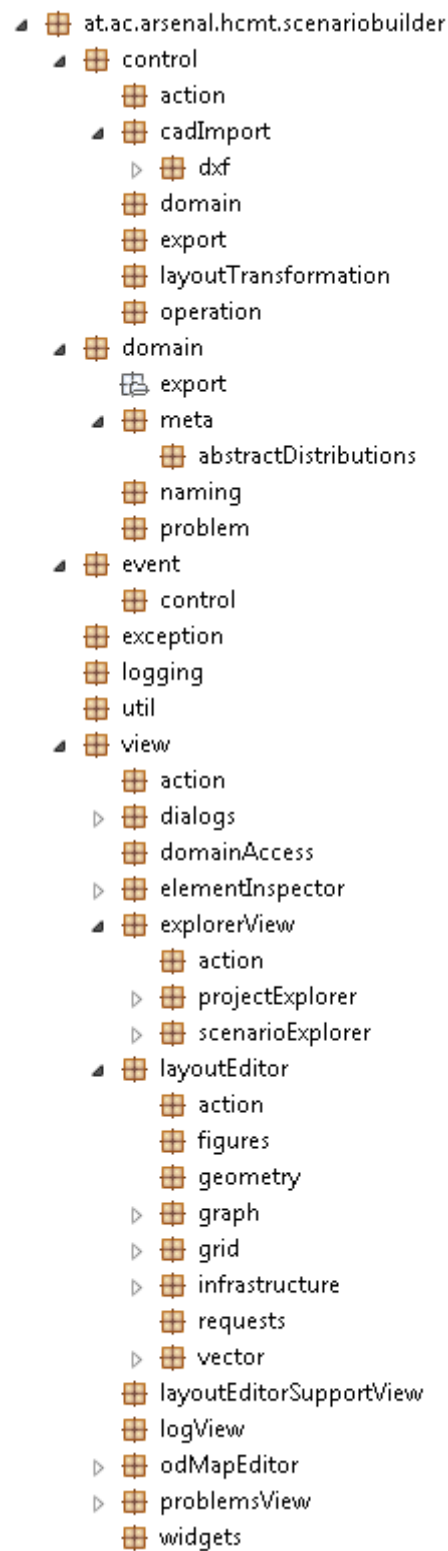 at.ac.arsenal.hcmt.scenariobuilder
control
action
cadImport
dxf
domain
export
layoutTransformation
operation
domain
export
meta
abstractDistributions
naming
problem
event
control
exception
logging
util
view
action
dialogs
domainAccess
elementInspector
explorerView
action
projectExplorer
scenarioExplorer
layoutEditor
action
figures
geometry
graph
grid
infrastructure
requests
vector
layoutEditorSupportView
logView
odMapEditor
problemsView
widgets